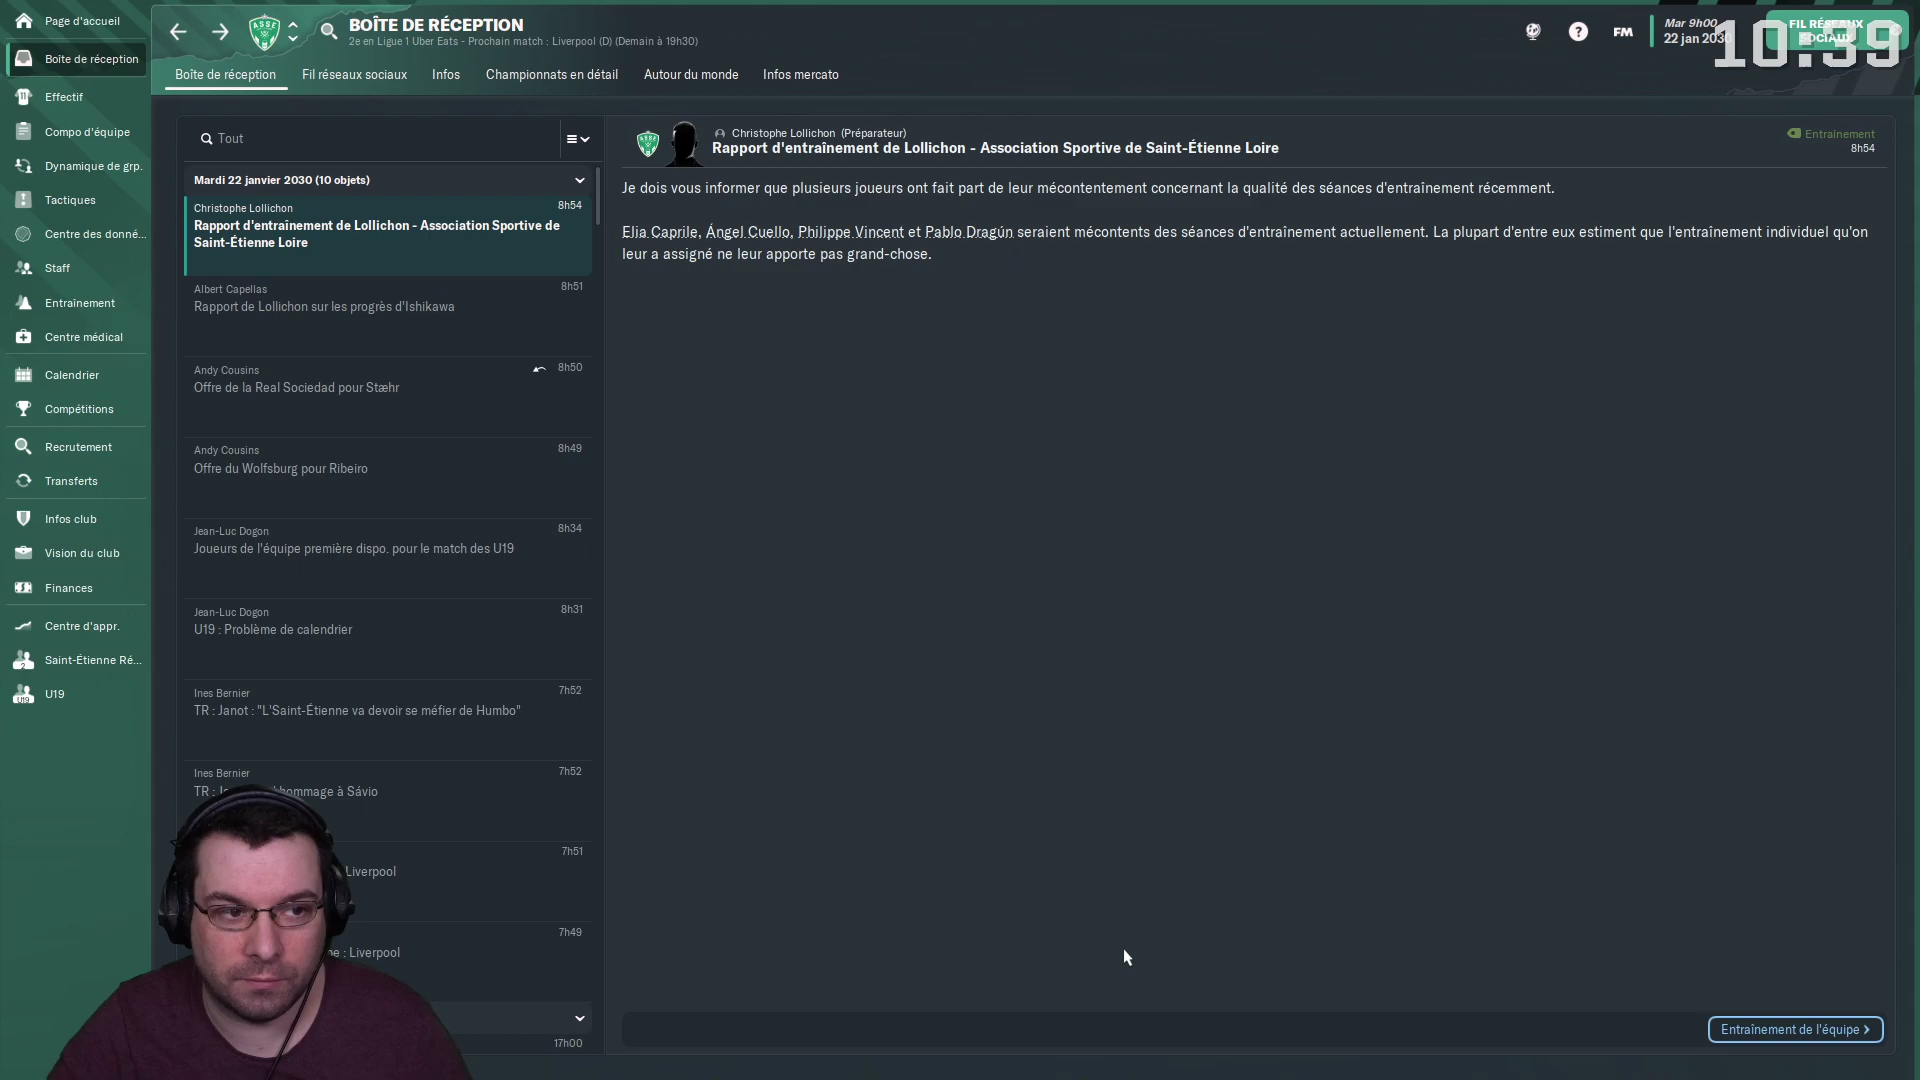 Page d'accueil
Boîte de réception
Effectif
Compo d'équipe
Dynamique de grp.
Tactiques
Centre des donné...
Staff
Entraînement
Centre médical
Calendrier
Compétitions
Recrutement
Transferts
Infos club
Vision du club
Finances
Centre d'appr.
Saint-Étienne Ré...
U19
BOÎTE DE RÉCEPTION
2e en Ligue 1 Uber Eats - Prochain match : Liverpool (D) (Demain à 19h30)
FM
Mar 9h00
22 jan 2030
FIL RÉSEAUX
SOCIAUX
10:39
Boîte de réception
Fil réseaux sociaux
Infos
Championnats en détail
Autour du monde
Infos mercato
Tout
Mardi 22 janvier 2030 (10 objets)
Christophe Lollichon
8h54
Rapport d'entraînement de Lollichon - Association Sportive de
Saint-Étienne Loire
Albert Capellas
8h51
Rapport de Lollichon sur les progrès d'Ishikawa
Andy Cousins
8h50
Offre de la Real Sociedad pour Stæhr
Andy Cousins
8h49
Offre du Wolfsburg pour Ribeiro
Jean-Luc Dogon
8h34
Joueurs de l'équipe première dispo. pour le match des U19
Jean-Luc Dogon
8h31
U19 : Problème de calendrier
Ines Bernier
7h52
TR : Janot : "L'Saint-Étienne va devoir se méfier de Humbo"
Ines Bernier
7h52
TR : hommage à Sávio
7h51
Liverpool
7h49
: Liverpool
17h00
Christophe Lollichon (Préparateur)
Rapport d'entraînement de Lollichon - Association Sportive de Saint-Étienne Loire
Entraînement
8h54
Je dois vous informer que plusieurs joueurs ont fait part de leur mécontentement concernant la qualité des séances d'entraînement récemment.
Elia Caprile, Ángel Cuello, Philippe Vincent et Pablo Dragún seraient mécontents des séances d'entraînement actuellement. La plupart d'entre eux estiment que l'entraînement individuel qu'on
leur a assigné ne leur apporte pas grand-chose.
Entraînement de l'équipe